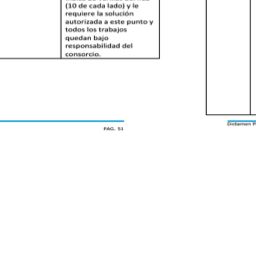 (10 de cada lado) y le
requiere la solución
autorizada a este punto y
todos los trabajos
quedan bajo
responsabilidad del
consorcio.
PAG. 51
Dictamen P